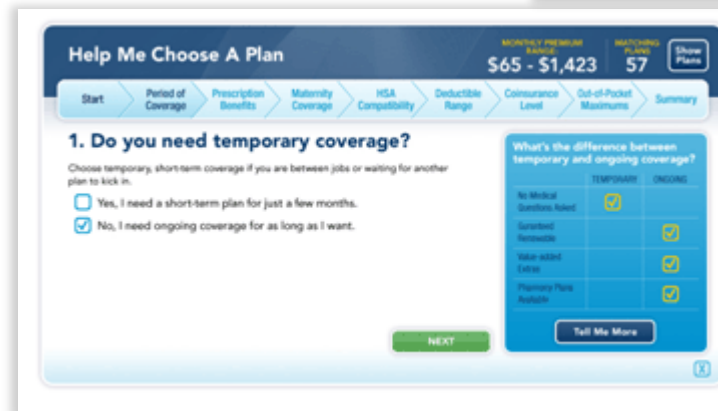 Help Me Choose A Plan
MONTHLY PREMIUM
RANGE:
$65 - $1,423
MATCHING
PLANS
57
Show
Plans
Start
Period of
Coverage
Prescription
Benefits
Maternity
Coverage
HSA
Compatibility
Deductible
Range
Coinsurance
Level
Out-of-Pocket
Maximums
Summary
1. Do you need temporary coverage?
Choose temporary, short-term coverage if you are between jobs or waiting for another
plan to kick in.
Yes, I need a short-term plan for just a few months.
No, I need ongoing coverage for as long as I want.
NEXT
What's the difference between
temporary and ongoing coverage?
TEMPORARY ONGOING
No Medical
Questions Asked
Renewable
Value-added
Extras
Pharmacy Plans
Available
Tell Me More
X